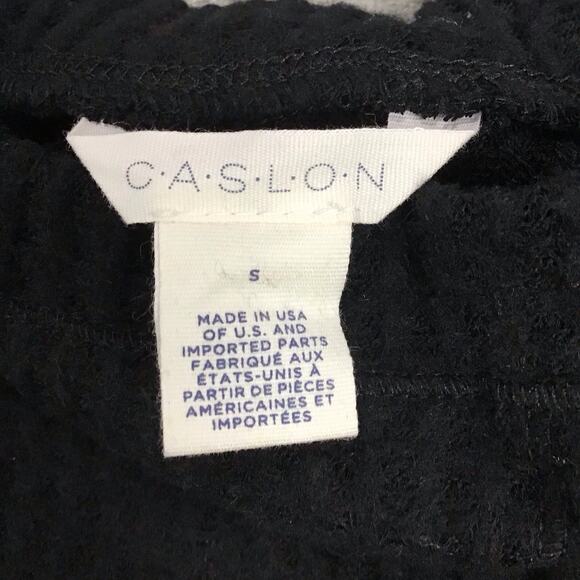 C·A·S·L·O·N
S
MADE IN USA
OF U.S. AND
IMPORTED PARTS
FABRIQUÉ AUX
ÉTATS-UNIS À
PARTIR DE PIÈCES
AMÉRICAINES ET
IMPORTÉES